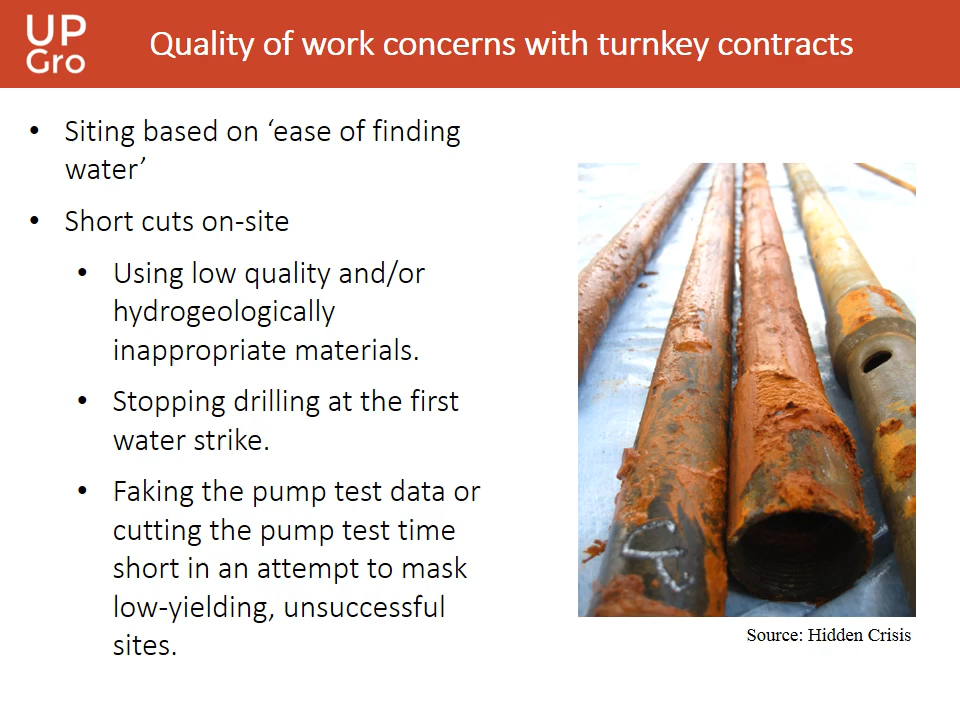 UP
Gro
Quality of work concerns with turnkey contracts
• Siting based on ‘ease of finding
water’
• Short cuts on-site
• Using low quality and/or
hydrogeologically
inappropriate materials.
• Stopping drilling at the first
water strike.
• Faking the pump test data or
cutting the pump test time
short in an attempt to mask
low-yielding, unsuccessful
sites.
Source: Hidden Crisis